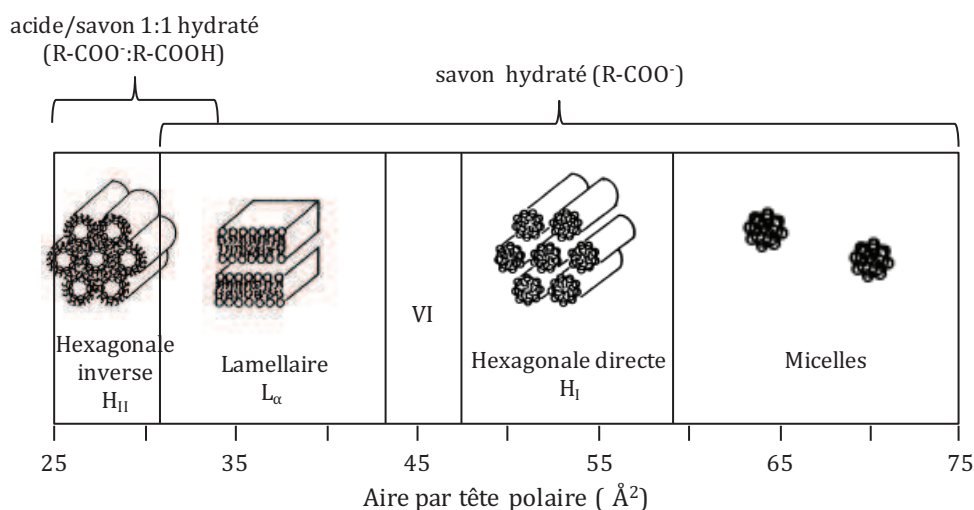 acide/savon 1:1 hydraté
(R-COO⁻:R-COOH)
savon hydraté (R-COO⁻)
Hexagonale
inverse
H_II
Lamellaire
L_α
VI
Hexagonale directe
H_I
Micelles
25 35 45 55 65 75
Aire par tête polaire ( Å²)